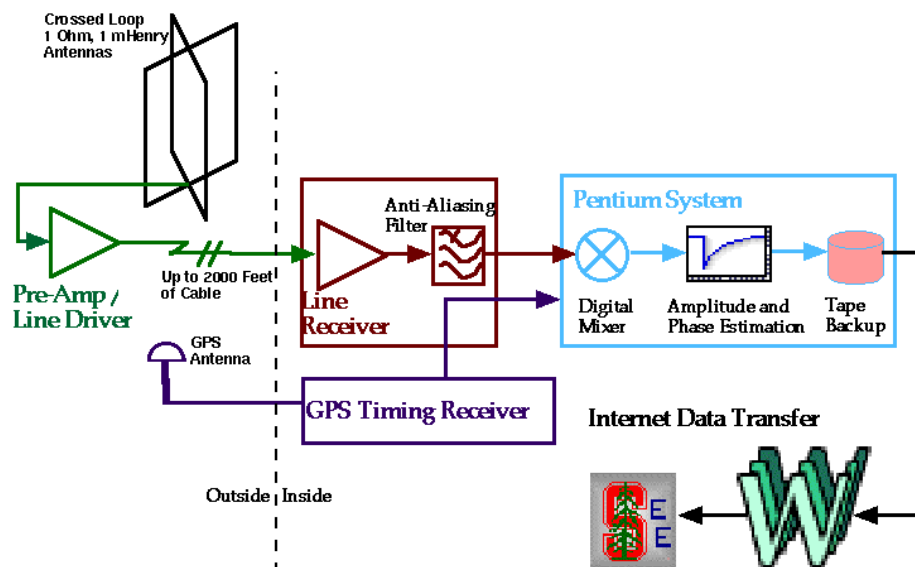 Crossed Loop
1 Ohm, 1 mHenry
Antennas
Pre-Amp /
Line Driver
Up to 2000 Feet
of Cable
GPS
Antenna
Anti-Aliasing
Filter
Line
Receiver
GPS Timing Receiver
Pentium System
Digital
Mixer
Amplitude and
Phase Estimation
Tape
Backup
Internet Data Transfer
Outside
Inside
S
E
E
W